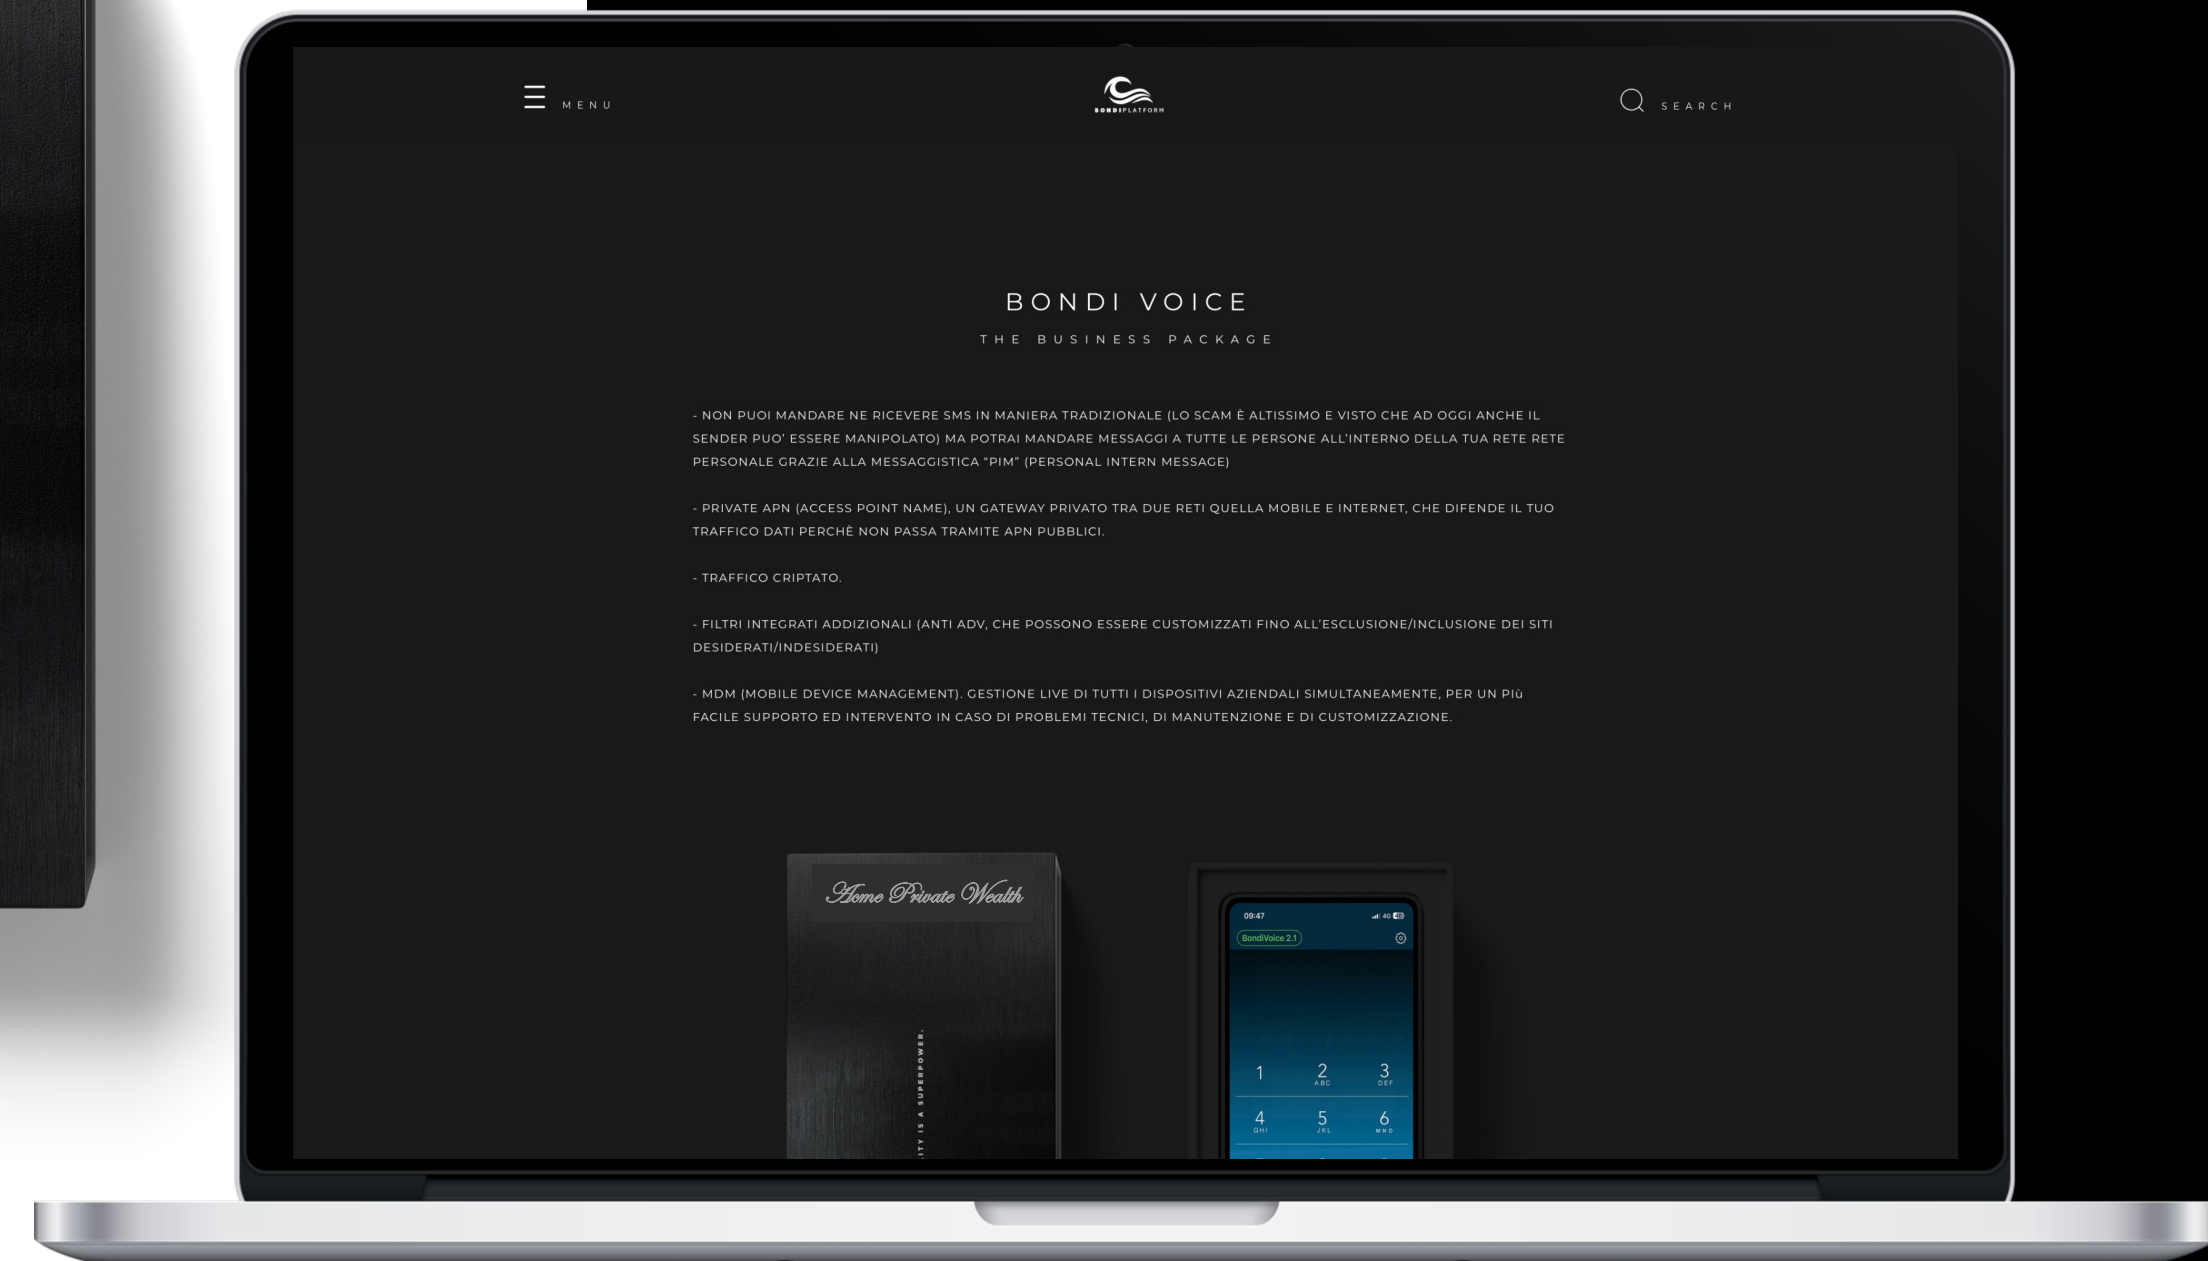 MENU
BONDIPLATFORM
SEARCH
BONDI VOICE
THE BUSINESS PACKAGE
- NON PUOI MANDARE NE RICEVERE SMS IN MANIERA TRADIZIONALE (LO SCAM È ALTISSIMO E VISTO CHE AD OGGI ANCHE IL
SENDER PUO' ESSERE MANIPOLATO) MA POTRAI MANDARE MESSAGGI A TUTTE LE PERSONE ALL'INTERNO DELLA TUA RETE RETE
PERSONALE GRAZIE ALLA MESSAGGISTICA “PIM” (PERSONAL INTERN MESSAGE)
- PRIVATE APN (ACCESS POINT NAME), UN GATEWAY PRIVATO TRA DUE RETI QUELLA MOBILE E INTERNET, CHE DIFENDE IL TUO
TRAFFICO DATI PERCHÈ NON PASSA TRAMITE APN PUBBLICI.
- TRAFFICO CRIPTATO.
- FILTRI INTEGRATI ADDIZIONALI (ANTI ADV, CHE POSSONO ESSERE CUSTOMIZZATI FINO ALL'ESCLUSIONE/INCLUSIONE DEI SITI
DESIDERATI/INDESIDERATI)
- MDM (MOBILE DEVICE MANAGEMENT). GESTIONE LIVE DI TUTTI I DISPOSITIVI AZIENDALI SIMULTANEAMENTE, PER UN PIù
FACILE SUPPORTO ED INTERVENTO IN CASO DI PROBLEMI TECNICI, DI MANUTENZIONE E DI CUSTOMIZZAZIONE.
Home Private Wealth
ITY IS A SUPERPOWER.
09:47 4G
BondiVoice 2.1
1 2 3
ABC DEF
4 5 6
GHI JKL MNO